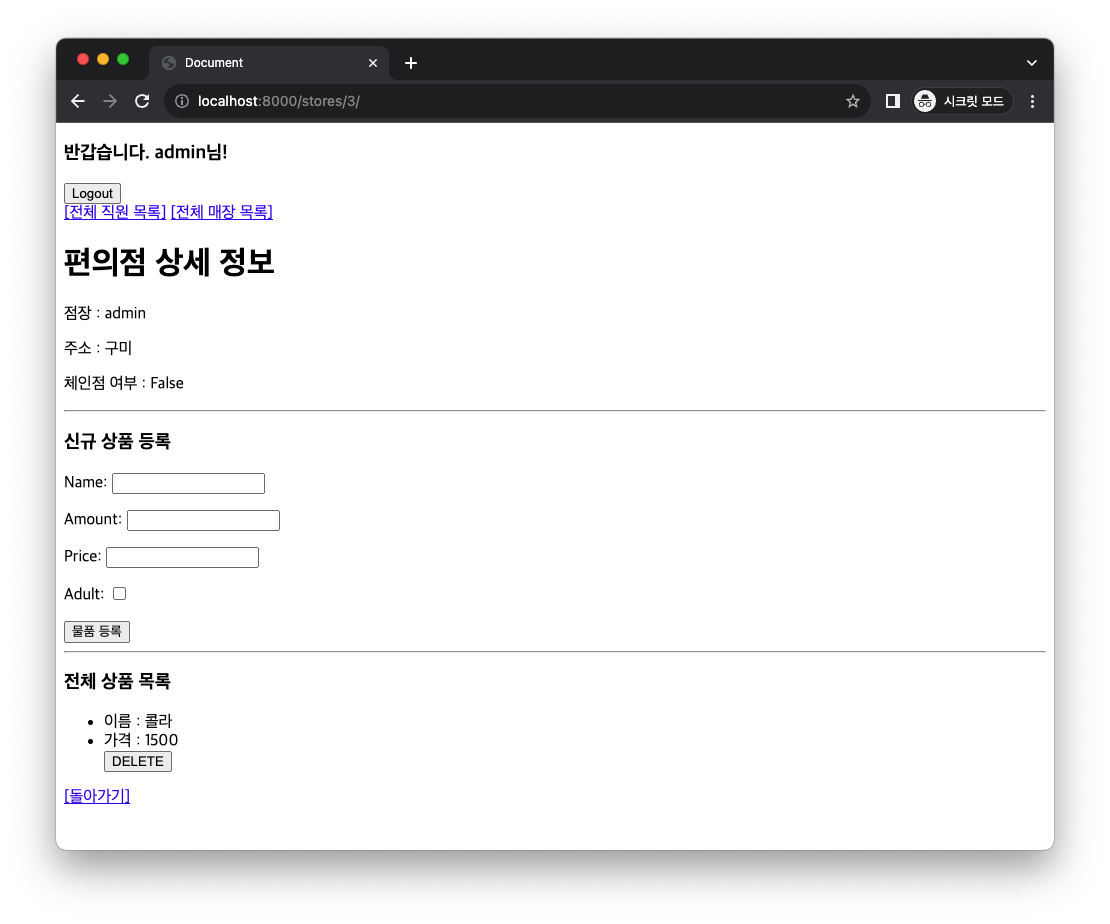 Document
localhost:8000/stores/3/
시크릿 모드
반갑습니다. admin님!
Logout
[전체 직원 목록] [전체 매장 목록]
편의점 상세 정보
점장 : admin
주소 : 구미
체인점 여부 : False
신규 상품 등록
Name:
Amount:
Price:
Adult:
물품 등록
전체 상품 목록
이름 : 콜라
가격 : 1500
DELETE
[돌아가기]